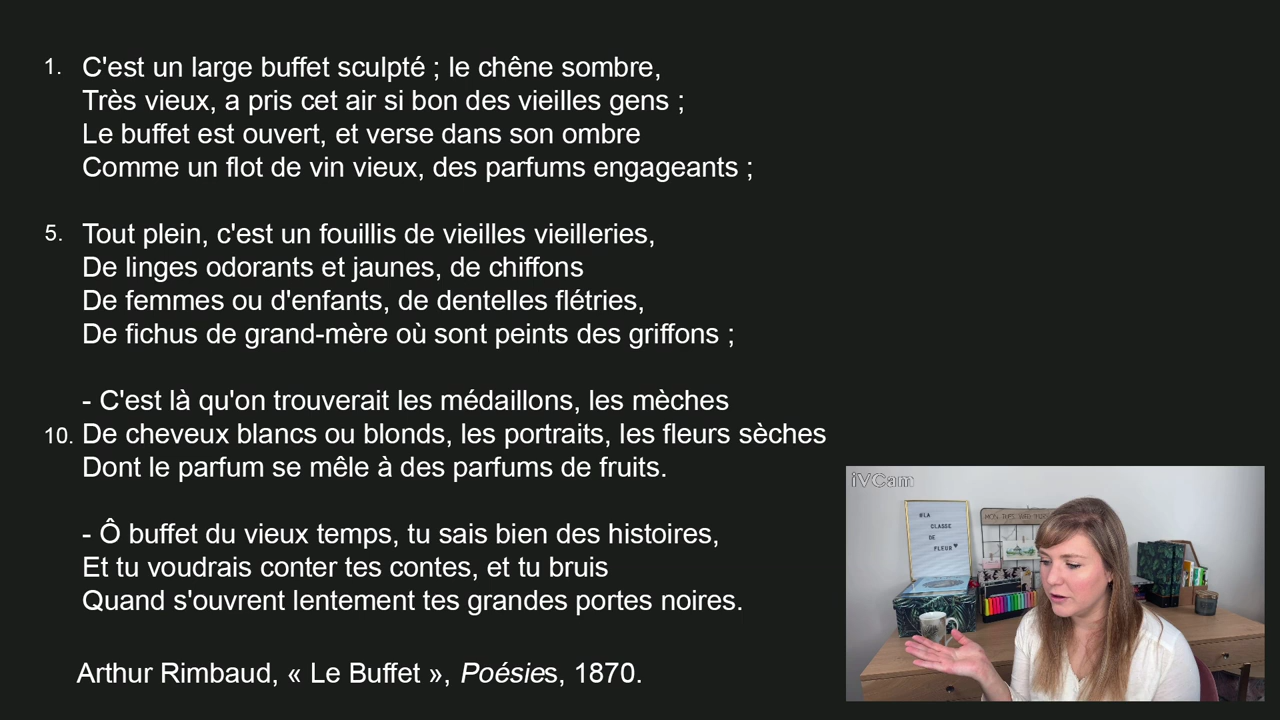 1. C'est un large buffet sculpté ; le chêne sombre,
Très vieux, a pris cet air si bon des vieilles gens ;
Le buffet est ouvert, et verse dans son ombre
Comme un flot de vin vieux, des parfums engageants ;
5. Tout plein, c'est un fouillis de vieilles vieilleries,
De linges odorants et jaunes, de chiffons
De femmes ou d'enfants, de dentelles flétries,
De fichus de grand-mère où sont peints des griffons ;
- C'est là qu'on trouverait les médaillons, les mèches
10. De cheveux blancs ou blonds, les portraits, les fleurs sèches
Dont le parfum se mêle à des parfums de fruits.
- Ô buffet du vieux temps, tu sais bien des histoires,
Et tu voudrais conter tes contes, et tu bruis
Quand s'ouvrent lentement tes grandes portes noires.
Arthur Rimbaud, « Le Buffet », Poésies, 1870.
iVCam
#LA
CLASSE
DE
FLEUR